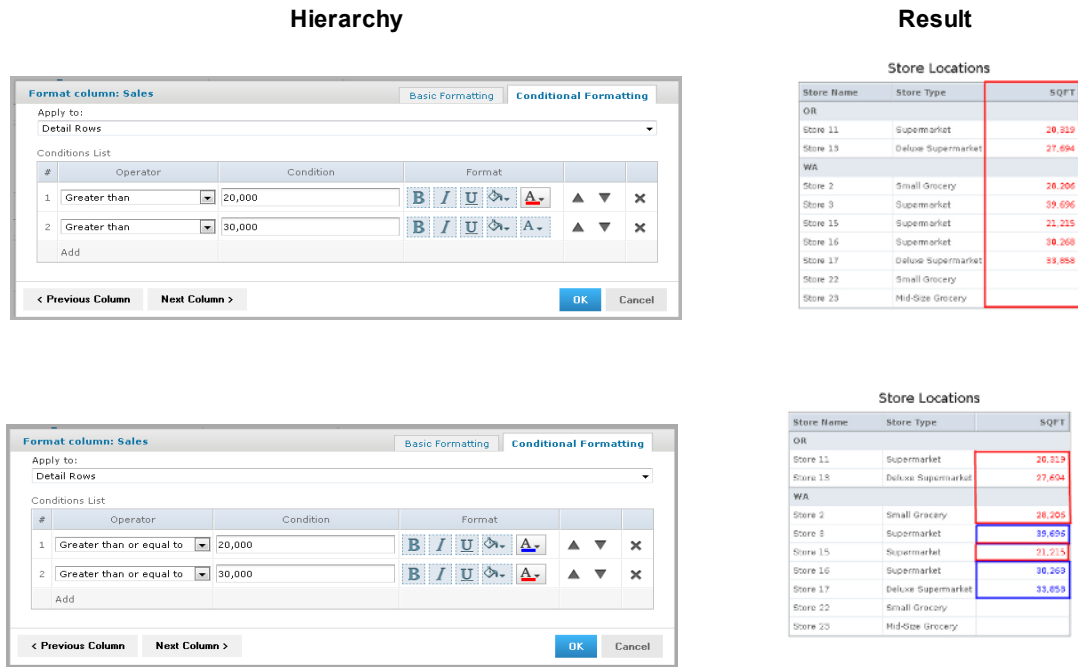 Hierarchy Result
Format column: Sales Basic Formatting Conditional Formatting
Apply to:
Detail Rows
Conditions List
# Operator Condition Format
1 Greater than 20,000 B I U A
2 Greater than 30,000 B I U A
Add
< Previous Column Next Column > OK Cancel
Store Locations
Store Name Store Type SQFT
OR
Store 11 Supermarket 20,319
Store 13 Deluxe Supermarket 27,694
WA
Store 2 Small Grocery 28,206
Store 3 Supermarket 39,696
Store 15 Supermarket 21,215
Store 16 Supermarket 30,268
Store 17 Deluxe Supermarket 33,858
Store 22 Small Grocery
Store 23 Mid-Size Grocery
Format column: Sales Basic Formatting Conditional Formatting
Apply to:
Detail Rows
Conditions List
# Operator Condition Format
1 Greater than or equal to 20,000 B I U A
2 Greater than or equal to 30,000 B I U A
Add
< Previous Column Next Column > OK Cancel
Store Locations
Store Name Store Type SQFT
OR
Store 11 Supermarket 20,319
Store 13 Deluxe Supermarket 27,694
WA
Store 2 Small Grocery 28,206
Store 3 Supermarket 39,696
Store 15 Supermarket 21,215
Store 16 Supermarket 30,268
Store 17 Deluxe Supermarket 33,858
Store 22 Small Grocery
Store 23 Mid-Size Grocery